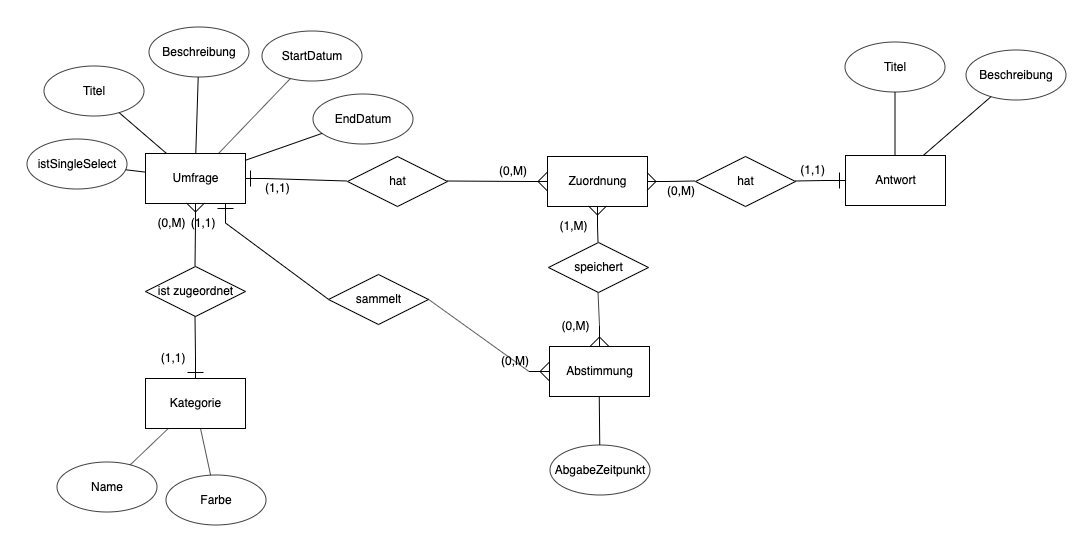 Beschreibung
StartDatum
Titel
EndDatum
istSingleSelect
Umfrage
(1,1)
hat
(0,M)
Zuordnung
(0,M)
hat
(1,1)
Antwort
Titel
Beschreibung
(0,M)
(1,1)
(1,M)
speichert
ist zugeordnet
sammelt
(0,M)
(1,1)
(0,M)
Abstimmung
Kategorie
AbgabeZeitpunkt
Name
Farbe